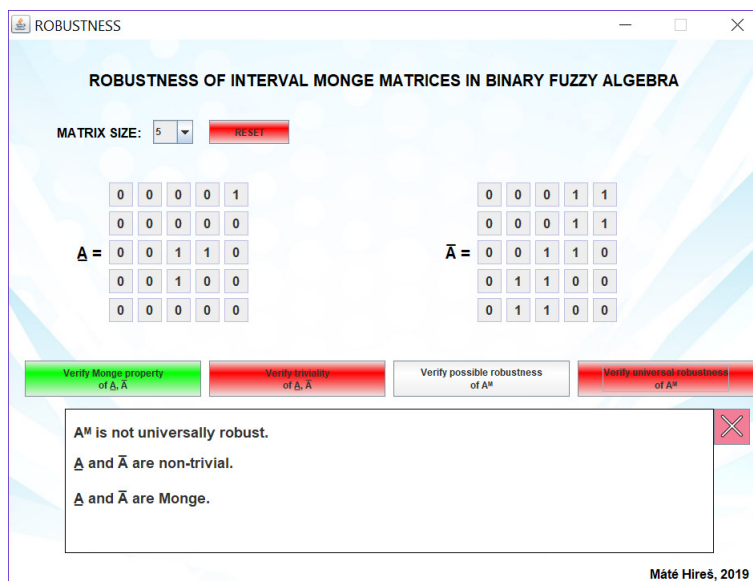 ROBUSTNESS
ROBUSTNESS OF INTERVAL MONGE MATRICES IN BINARY FUZZY ALGEBRA
MATRIX SIZE: 5 RESET
0 0 0 0 1 0 0 0 1 1
0 0 0 0 0 0 0 0 1 1
A̲ = 0 0 1 1 0 A̅ = 0 0 1 1 0
0 0 1 0 0 0 1 1 0 0
0 0 0 0 0 0 1 1 0 0
Verify Monge property Verify triviality Verify possible robustness Verify universal robustness
of A̲, A̅ of A̲, A̅ of Aᴹ of Aᴹ
Aᴹ is not universally robust.
A̲ and A̅ are non-trivial.
A̲ and A̅ are Monge.
Máté Hireš, 2019